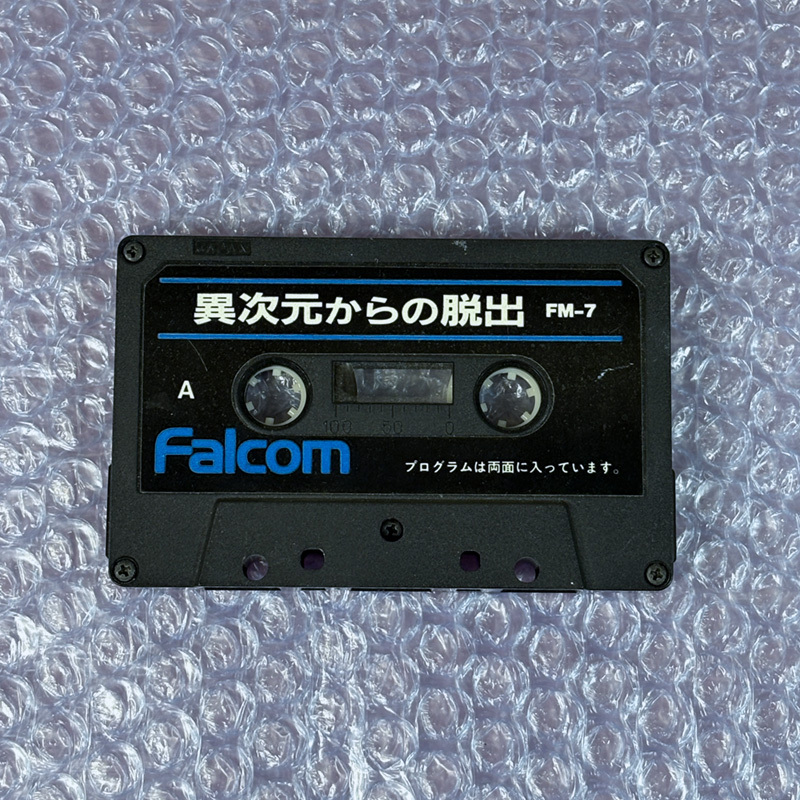 JAPAN
異次元からの脱出 FM-7
A
100 50 0
Falcom
プログラムは両面に入っています。